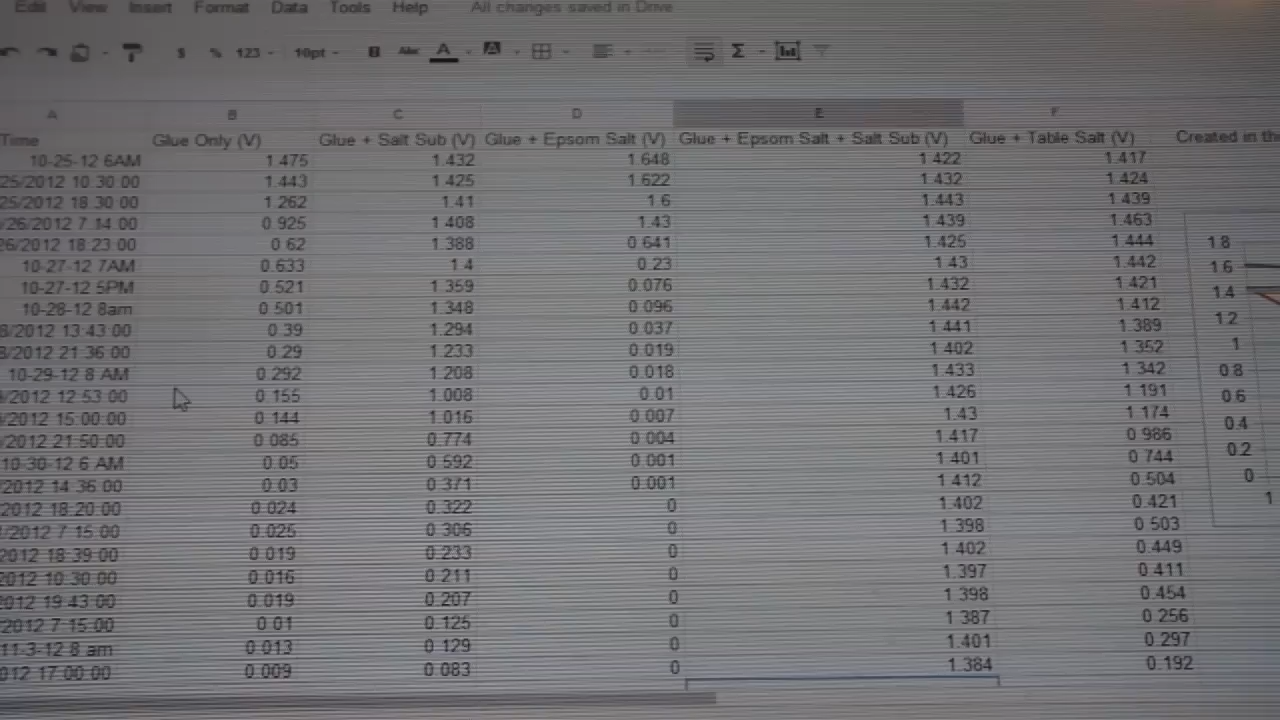 Edit View Insert Format Data Tools Help All changes saved in Drive
$ % 123 10pt B Abc A A Σ
A B C D E F
Time Glue Only (V) Glue + Salt Sub (V) Glue + Epsom Salt (V) Glue + Epsom Salt + Salt Sub (V) Glue + Table Salt (V) Created in the
10-25-12 6AM 1.475 1.432 1.648 1.422 1.417
25/2012 10:30:00 1.443 1.425 1.622 1.432 1.424
25/2012 18:30:00 1.262 1.41 1.6 1.443 1.439
/26/2012 7:14:00 0.925 1.408 1.43 1.439 1.463
26/2012 18:23:00 0.62 1.388 0.641 1.425 1.444 1.8
10-27-12 7AM 0.633 1.4 0.23 1.43 1.442 1.6
10-27-12 5PM 0.521 1.359 0.076 1.432 1.421 1.4
10-28-12 8am 0.501 1.348 0.096 1.442 1.412 1.2
8/2012 13:43:00 0.39 1.294 0.037 1.441 1.389 1
8/2012 21:36:00 0.29 1.233 0.019 1.402 1.352 0.8
10-29-12 8 AM 0.292 1.208 0.018 1.433 1.342 0.6
/2012 12:53:00 0.155 1.008 0.01 1.426 1.191
/2012 15:00:00 0.144 1.016 0.007 1.43 1.174 0.4
/2012 21:50:00 0.085 0.774 0.004 1.417 0.986 0.2
10-30-12 6 AM 0.05 0.592 0.001 1.401 0.744 0
/2012 14:36:00 0.03 0.371 0.001 1.412 0.504 1
2012 18:20:00 0.024 0.322 0 1.402 0.421
/2012 7:15:00 0.025 0.306 0 1.398 0.503
2012 18:39:00 0.019 0.233 0 1.402 0.449
2012 10:30:00 0.016 0.211 0 1.397 0.411
2012 19:43:00 0.019 0.207 0 1.398 0.454
2012 7:15:00 0.01 0.125 0 1.387 0.256
11-3-12 8 am 0.013 0.129 0 1.401 0.297
012 17:00:00 0.009 0.083 0 1.384 0.192